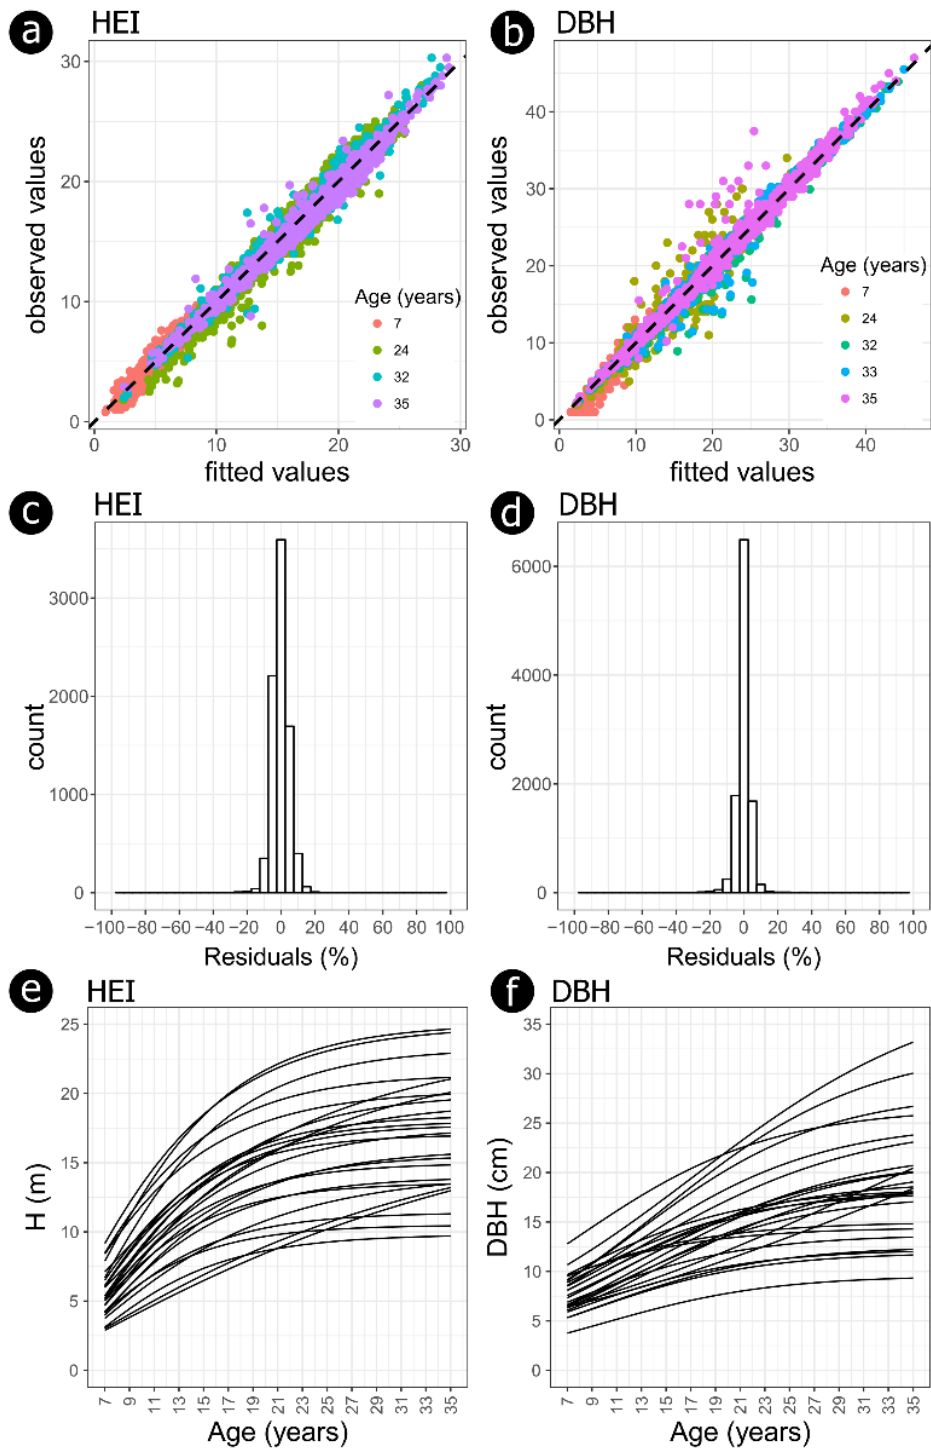 a HEI
30
20
10
0
observed values
Age (years)
7
24
32
35
0 10 20 30
fitted values
b DBH
40
30
20
10
0
observed values
Age (years)
7
24
32
33
35
0 10 20 30 40
fitted values
c HEI
3000
2000
1000
0
count
−100 −80 −60 −40 −20 0 20 40 60 80 100
Residuals (%)
d DBH
6000
4000
2000
0
count
−100 −80 −60 −40 −20 0 20 40 60 80 100
Residuals (%)
e HEI
25
20
15
10
5
0
H (m)
7 9 11 13 15 17 19 21 23 25 27 29 31 33 35
Age (years)
f DBH
35
30
25
20
15
10
5
0
DBH (cm)
7 9 11 13 15 17 19 21 23 25 27 29 31 33 35
Age (years)